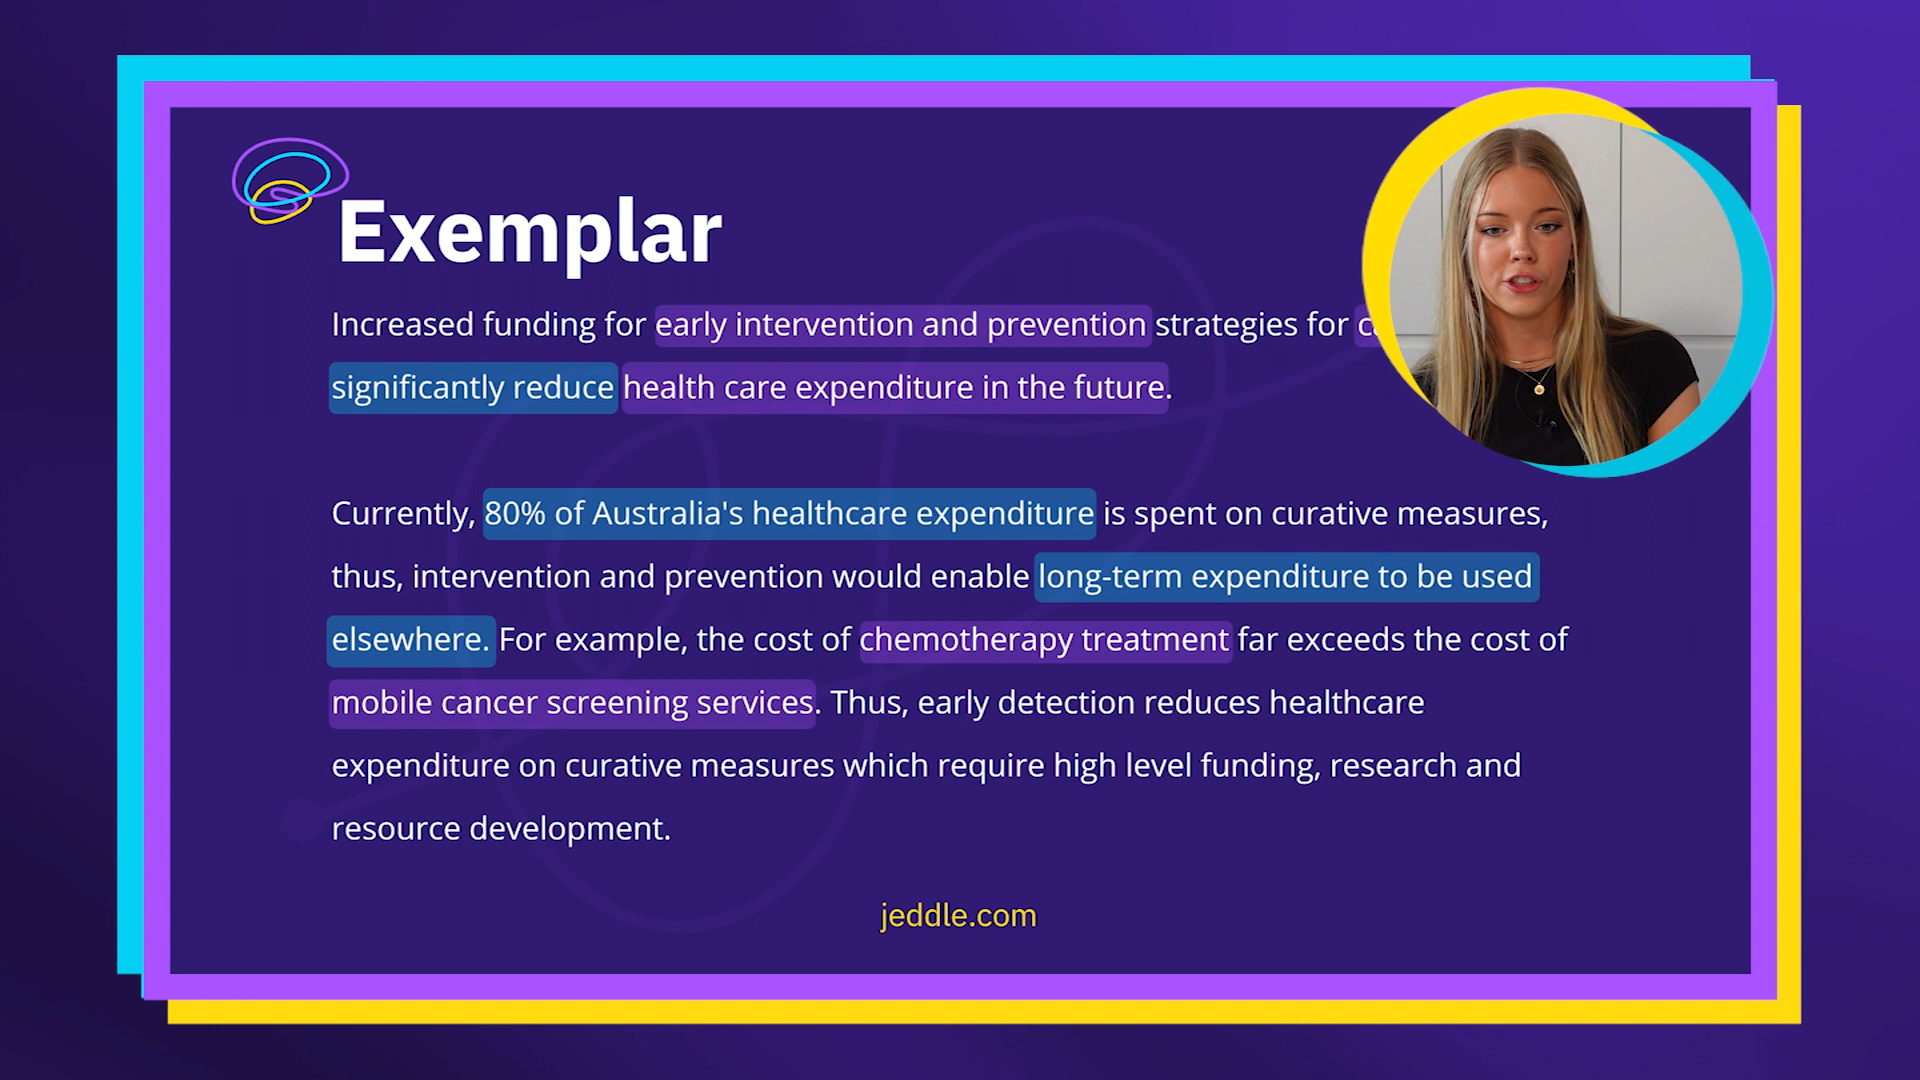 Exemplar
Increased funding for early intervention and prevention strategies for
significantly reduce health care expenditure in the future.
Currently, 80% of Australia's healthcare expenditure is spent on curative measures,
thus, intervention and prevention would enable long-term expenditure to be used
elsewhere. For example, the cost of chemotherapy treatment far exceeds the cost of
mobile cancer screening services. Thus, early detection reduces healthcare
expenditure on curative measures which require high level funding, research and
resource development.
jeddle.com